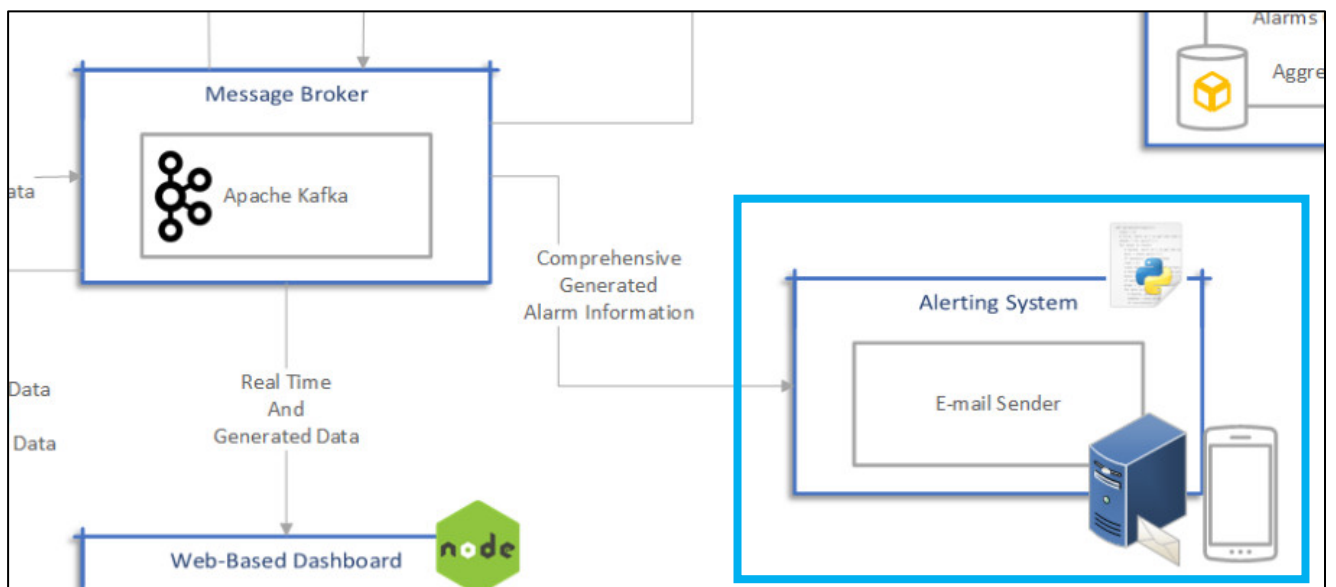 Alarms
Aggre
Message Broker
Apache Kafka
ata
Comprehensive
Generated
Alarm Information
Alerting System
E-mail Sender
Real Time
And
Generated Data
Data
Data
node
Web-Based Dashboard